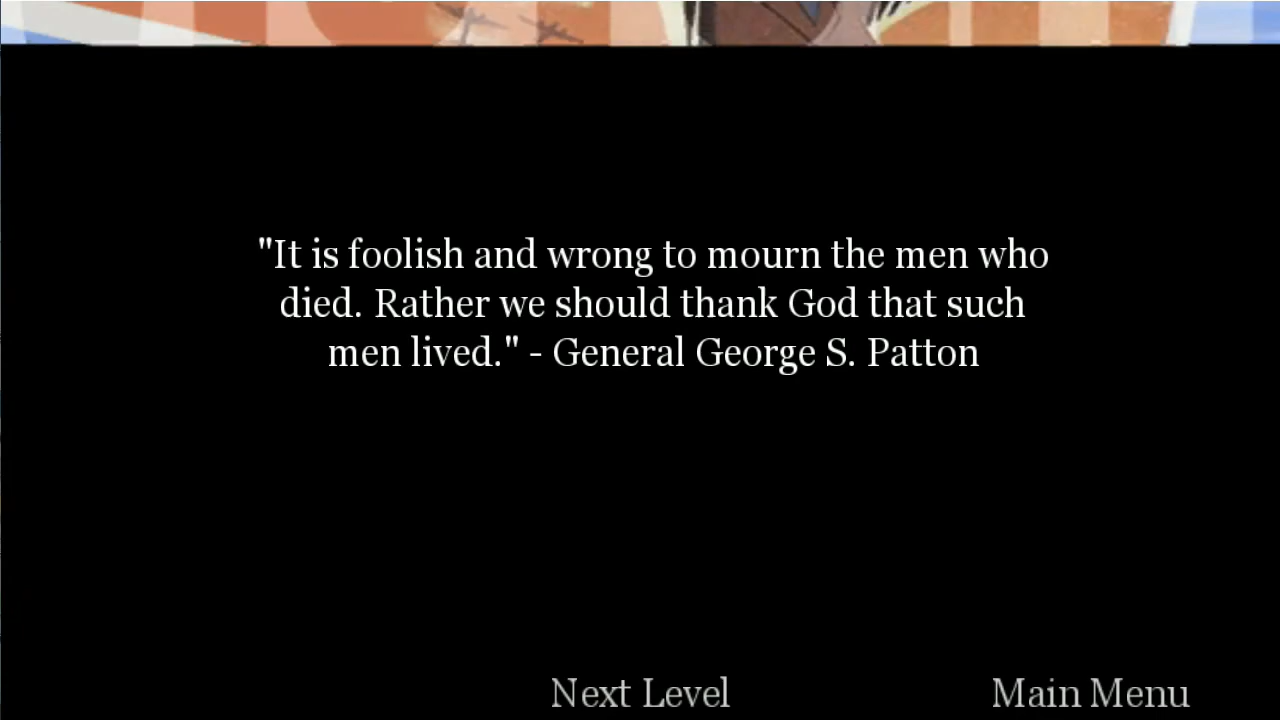 "It is foolish and wrong to mourn the men who
died. Rather we should thank God that such
men lived." - General George S. Patton
Next Level
Main Menu